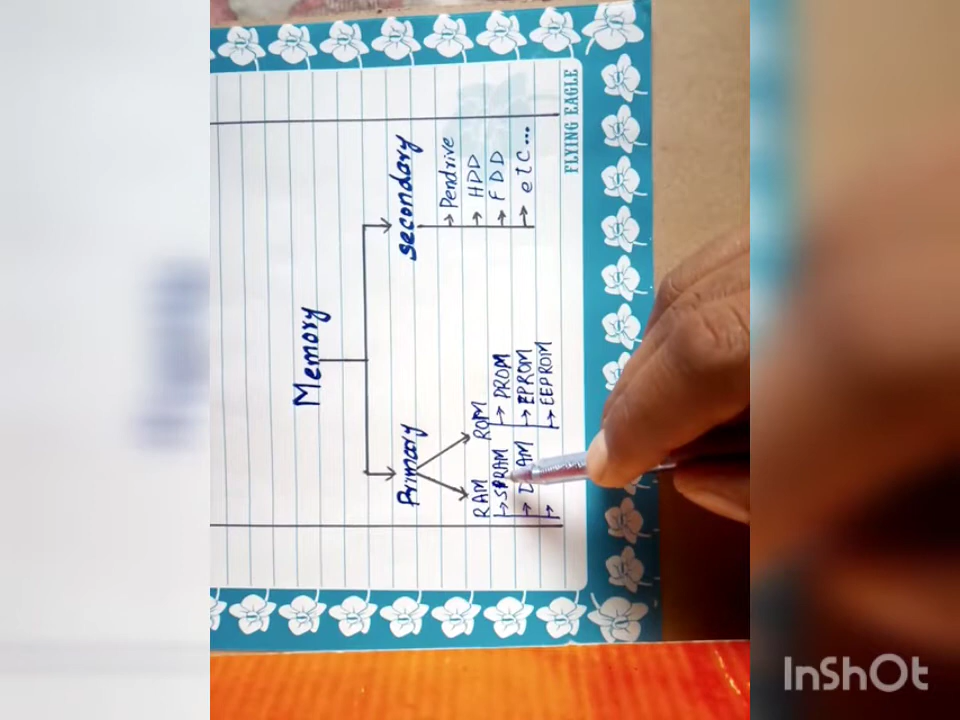 Memory
Primary
RAM
SRAM
ROM
PROM
EPROM
EEPROM
secondary
Pendrive
HDD
FDD
etc...
FLYING EAGLE
InShOt